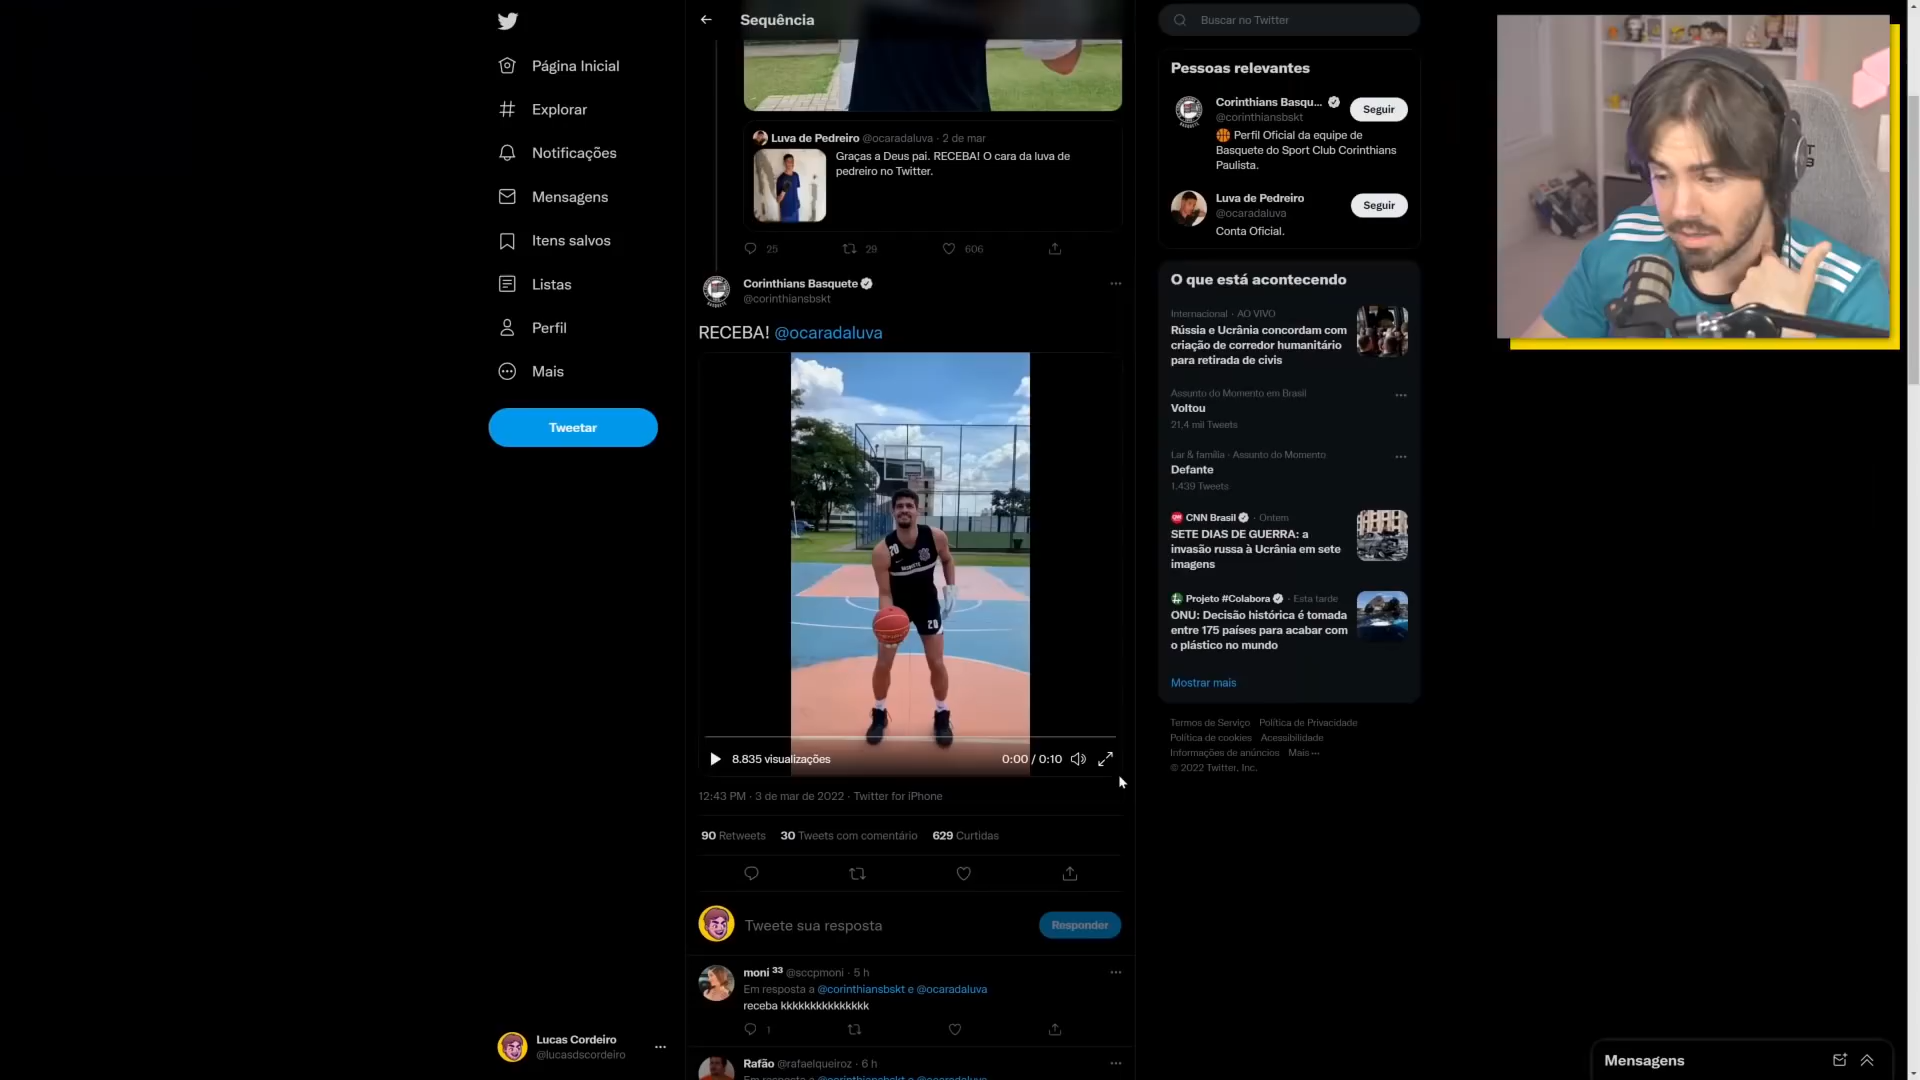 Sequência
Buscar no Twitter
Página Inicial
Explorar
Notificações
Mensagens
Itens salvos
Listas
Perfil
Mais
Tweetar
Luva de Pedreiro @ocaradaluva · 2 de mar
Graças a Deus pai. RECEBA! O cara da luva de
pedreiro no Twitter.
25 29 606
Corinthians Basquete
@corinthiansbskt
RECEBA! @ocaradaluva
20
BASQUETE
20
8.835 visualizações
0:00 / 0:10
12:43 PM · 3 de mar de 2022 · Twitter for iPhone
90 Retweets 30 Tweets com comentário 629 Curtidas
Tweete sua resposta
Responder
moni ³³ @sccpmoni · 5 h
Em resposta a @corinthiansbskt e @ocaradaluva
receba kkkkkkkkkkkkkkk
1
Rafão @rafaelqueiroz · 6 h
Em resposta a @corinthiansbskt e @ocaradaluva
Pessoas relevantes
Corinthians Basqu...
@corinthiansbskt
Seguir
Perfil Oficial da equipe de
Basquete do Sport Club Corinthians
Paulista.
Luva de Pedreiro
@ocaradaluva
Seguir
Conta Oficial.
O que está acontecendo
Internacional · AO VIVO
Rússia e Ucrânia concordam com
criação de corredor humanitário
para retirada de civis
Assunto do Momento em Brasil
Voltou
21,4 mil Tweets
Lar & família · Assunto do Momento
Defante
1.439 Tweets
CNN Brasil · Ontem
SETE DIAS DE GUERRA: a
invasão russa à Ucrânia em sete
imagens
Projeto #Colabora · Esta tarde
ONU: Decisão histórica é tomada
entre 175 países para acabar com
o plástico no mundo
Mostrar mais
Termos de Serviço Política de Privacidade
Política de cookies Acessibilidade
Informações de anúncios Mais ···
© 2022 Twitter, Inc.
Lucas Cordeiro
@lucasdscordeiro
Mensagens